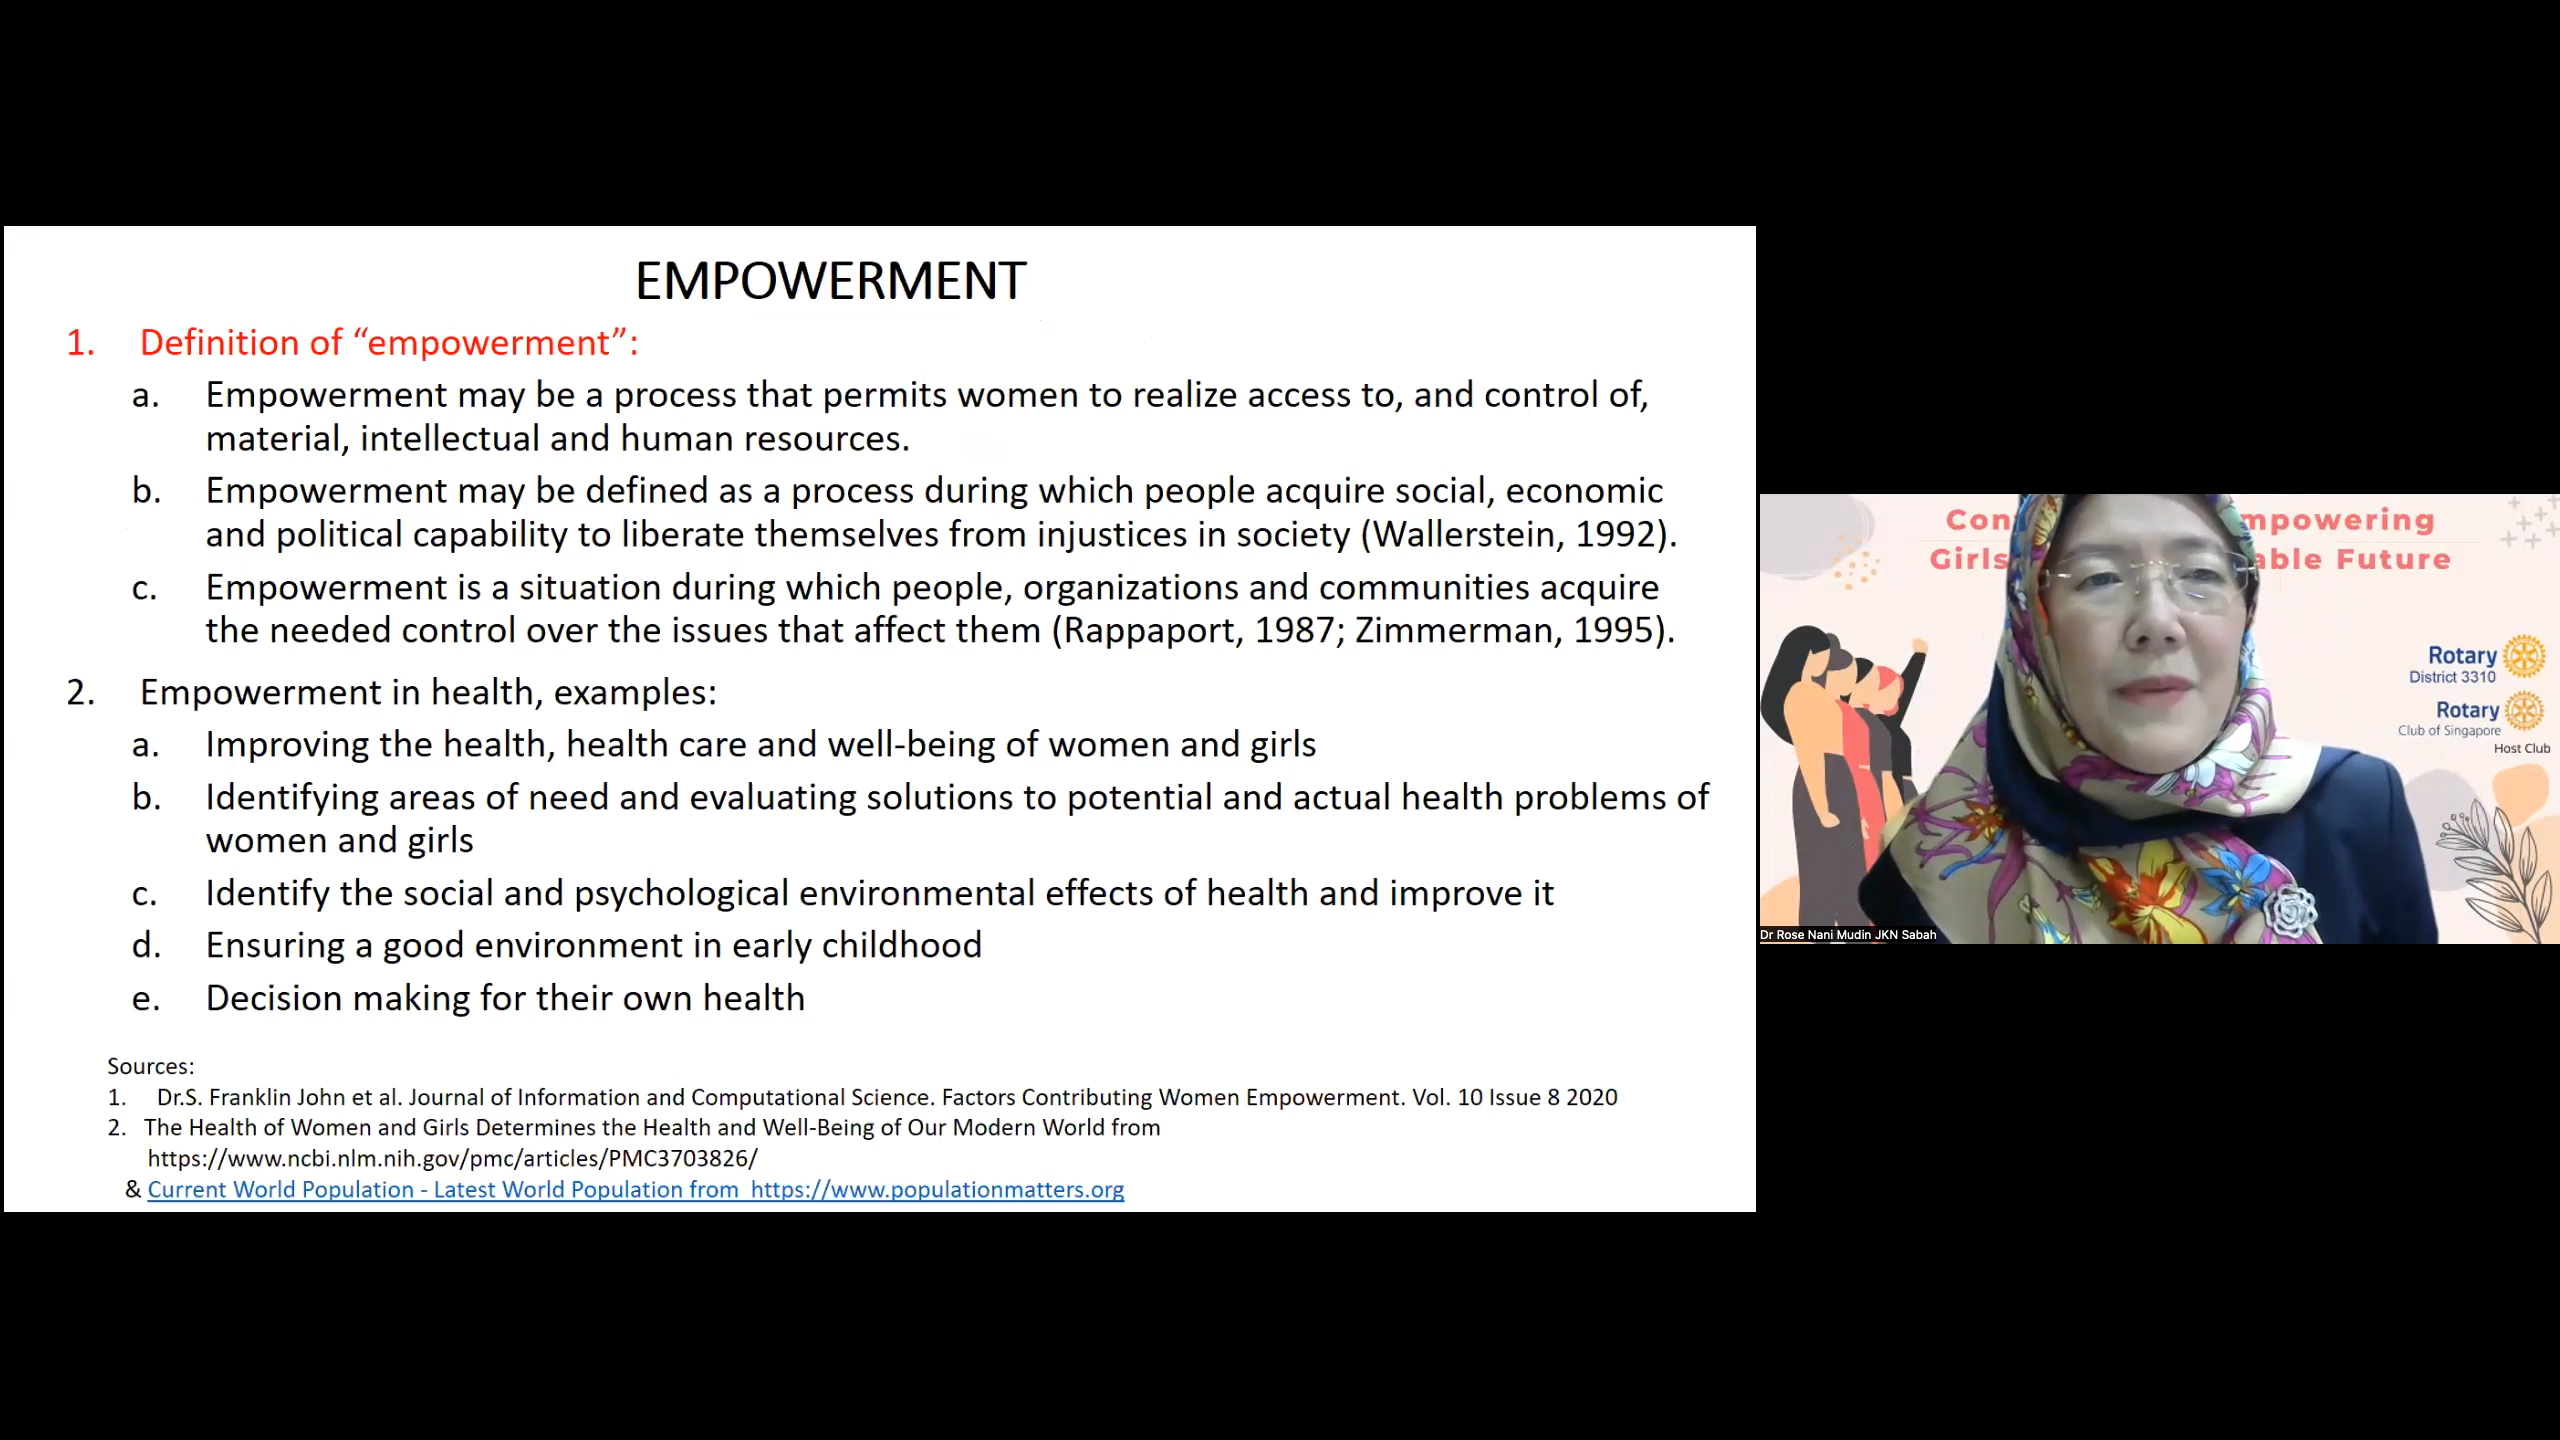 EMPOWERMENT
1. Definition of “empowerment”:
a. Empowerment may be a process that permits women to realize access to, and control of,
material, intellectual and human resources.
b. Empowerment may be defined as a process during which people acquire social, economic
and political capability to liberate themselves from injustices in society (Wallerstein, 1992).
c. Empowerment is a situation during which people, organizations and communities acquire
the needed control over the issues that affect them (Rappaport, 1987; Zimmerman, 1995).
2. Empowerment in health, examples:
a. Improving the health, health care and well-being of women and girls
b. Identifying areas of need and evaluating solutions to potential and actual health problems of
women and girls
c. Identify the social and psychological environmental effects of health and improve it
d. Ensuring a good environment in early childhood
e. Decision making for their own health
Sources:
1. Dr.S. Franklin John et al. Journal of Information and Computational Science. Factors Contributing Women Empowerment. Vol. 10 Issue 8 2020
2. The Health of Women and Girls Determines the Health and Well-Being of Our Modern World from
https://www.ncbi.nlm.nih.gov/pmc/articles/PMC3703826/
& Current World Population - Latest World Population from https://www.populationmatters.org
Con mpowering
Girls able Future
Rotary
District 3310
Rotary
Club of Singapore
Host Club
Dr Rose Nani Mudin JKN Sabah